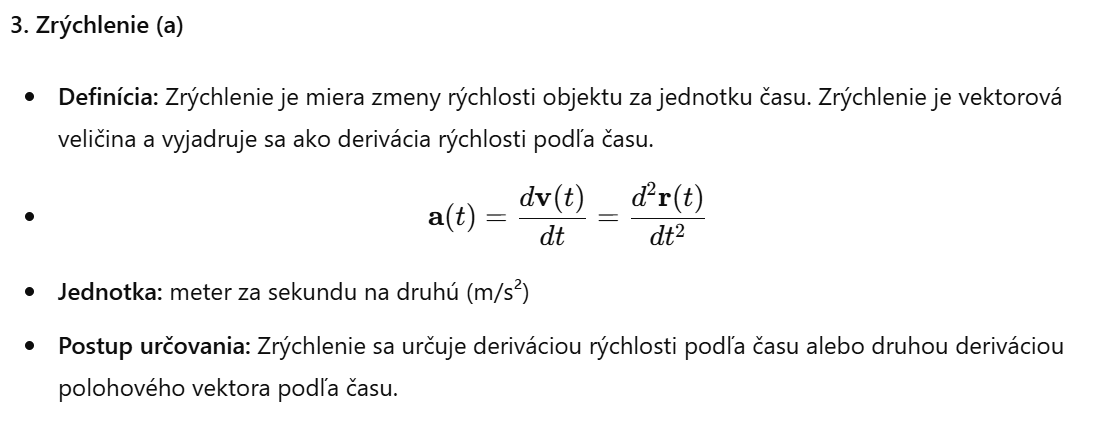 3. Zrýchlenie (a)
• Definícia: Zrýchlenie je miera zmeny rýchlosti objektu za jednotku času. Zrýchlenie je vektorová
veličina a vyjadruje sa ako derivácia rýchlosti podľa času.
• a(t) = dv(t)/dt = d²r(t)/dt²
• Jednotka: meter za sekundu na druhú (m/s²)
• Postup určovania: Zrýchlenie sa určuje deriváciou rýchlosti podľa času alebo druhou deriváciou
polohového vektora podľa času.